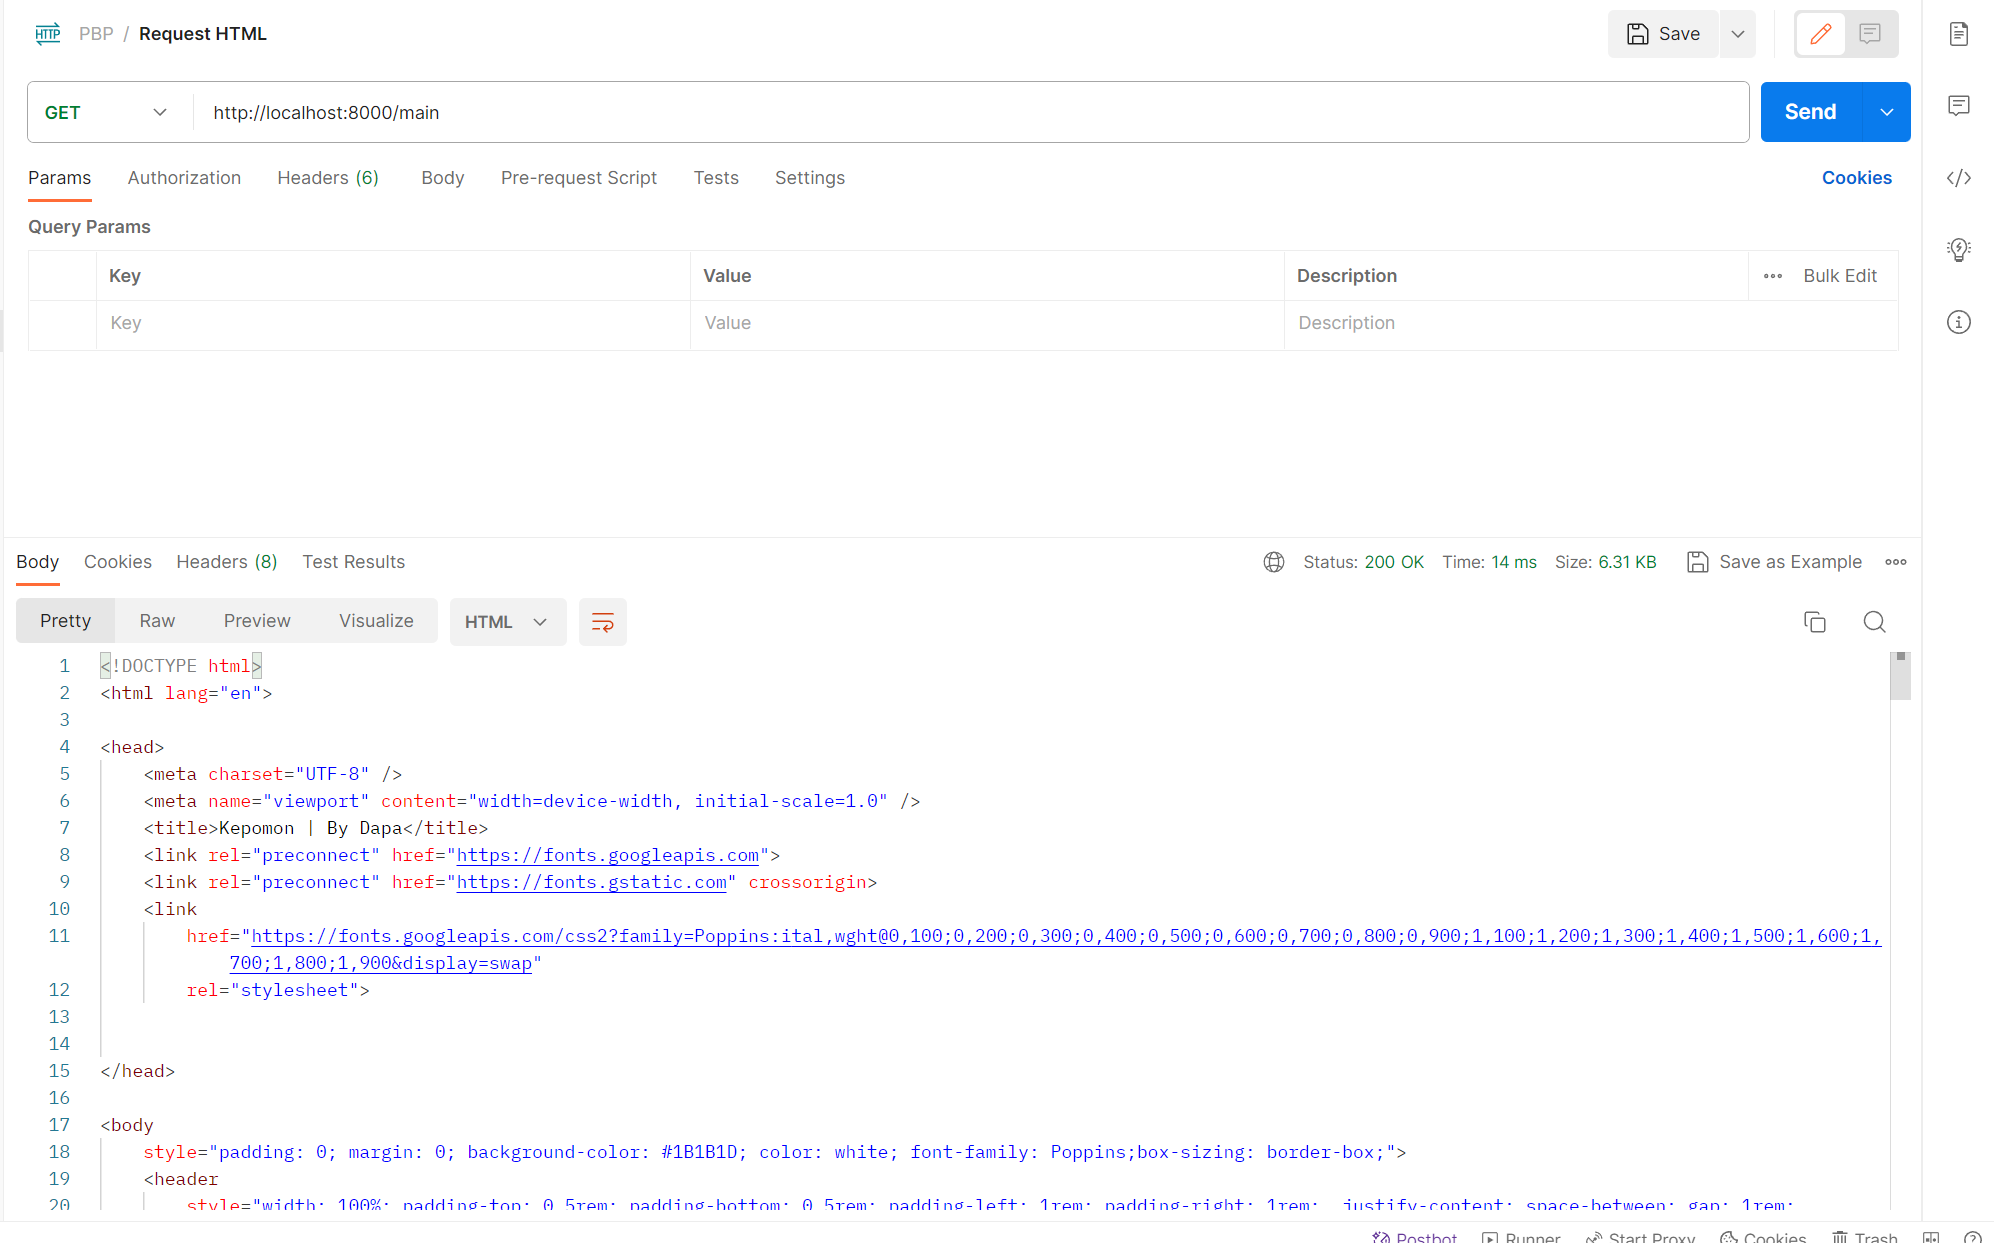 HTTP PBP / Request HTML Save
GET http://localhost:8000/main Send
Params Authorization Headers (6) Body Pre-request Script Tests Settings Cookies
Query Params
Key Value Description Bulk Edit
Key Value Description
Body Cookies Headers (8) Test Results Status: 200 OK Time: 14 ms Size: 6.31 KB Save as Example
Pretty Raw Preview Visualize HTML
1 <!DOCTYPE html>
2 <html lang="en">
3
4 <head>
5 <meta charset="UTF-8" />
6 <meta name="viewport" content="width=device-width, initial-scale=1.0" />
7 <title>Kepomon | By Dapa</title>
8 <link rel="preconnect" href="https://fonts.googleapis.com">
9 <link rel="preconnect" href="https://fonts.gstatic.com" crossorigin>
10 <link
11 href="https://fonts.googleapis.com/css2?family=Poppins:ital,wght@0,100;0,200;0,300;0,400;0,500;0,600;0,700;0,800;0,900;1,100;1,200;1,300;1,400;1,500;1,600;1,
700;1,800;1,900&display=swap"
12 rel="stylesheet">
13
14
15 </head>
16
17 <body
18 style="padding: 0; margin: 0; background-color: #1B1B1D; color: white; font-family: Poppins;box-sizing: border-box;">
19 <header
20 style="width: 100%; padding-top: 0.5rem; padding-bottom: 0.5rem; padding-left: 1rem; padding-right: 1rem;  justify-content: space-between; gap: 1rem;
Postbot Runner Start Proxy Cookies Trash